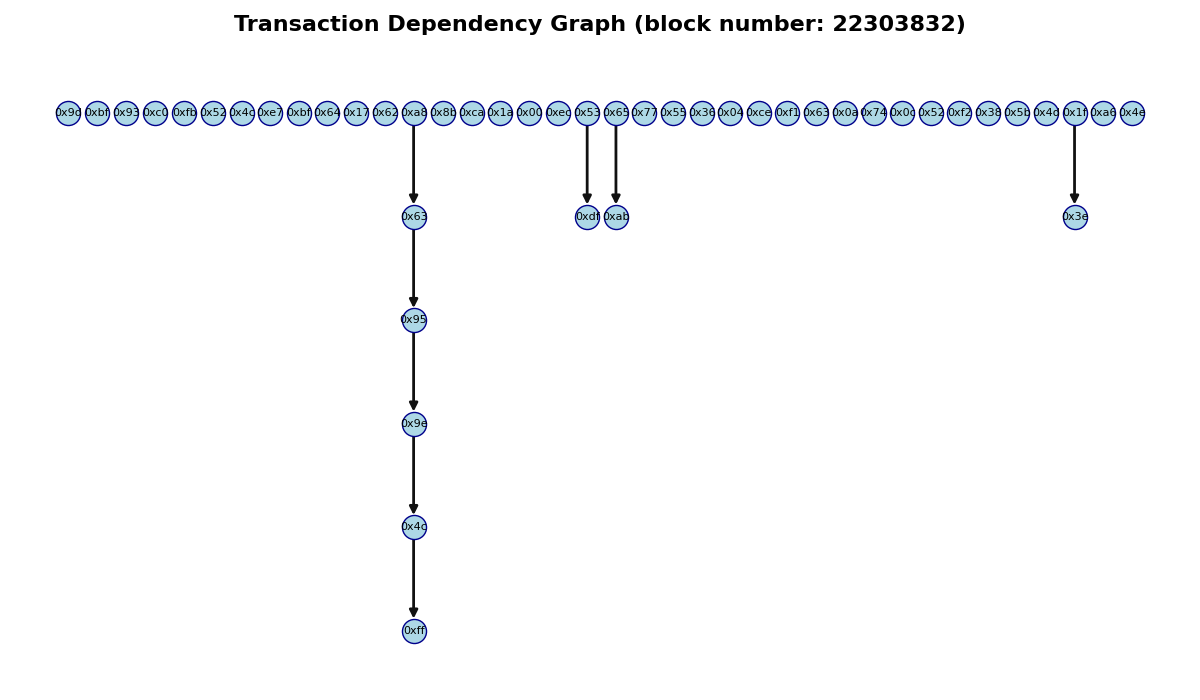 Transaction Dependency Graph (block number: 22303832)
0x9d 0xbf 0x93 0xc0 0xfb 0x52 0x4c 0xe7 0xbf 0x64 0x17 0x62 0xa8 0x8b 0xca 0x1a 0x00 0xec 0x53 0x65 0x77 0x55 0x36 0x04 0xce 0xf1 0x63 0x0a 0x74 0x0c 0x52 0xf2 0x38 0x5b 0x4c 0x1f 0xa6 0x4e
0x63 0xdf 0xab 0x3e
0x95
0x9e
0x4c
0xff